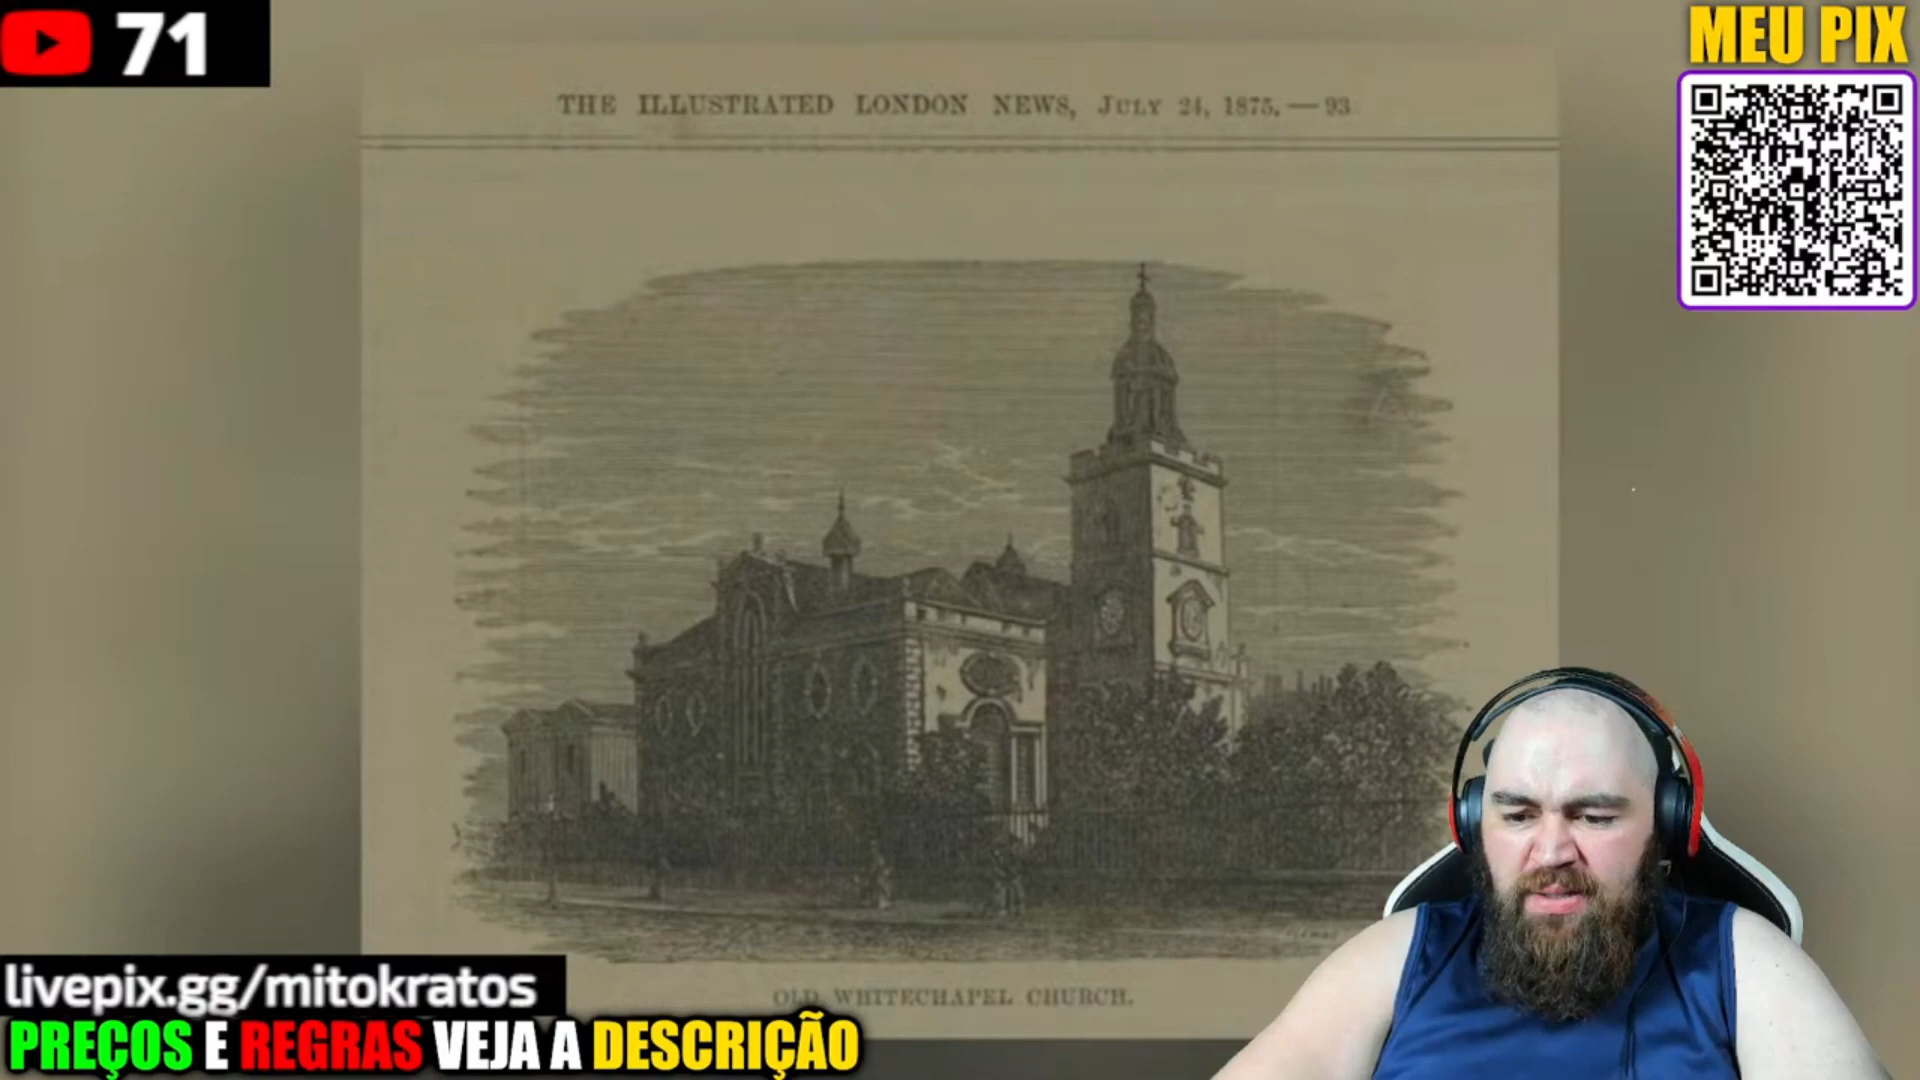 71
MEU PIX
THE ILLUSTRATED LONDON NEWS, JULY 24, 1875.—93
livepix.gg/mitokratos
OLD WHITECHAPEL CHURCH.
PREÇOS E REGRAS VEJA A DESCRIÇÃO